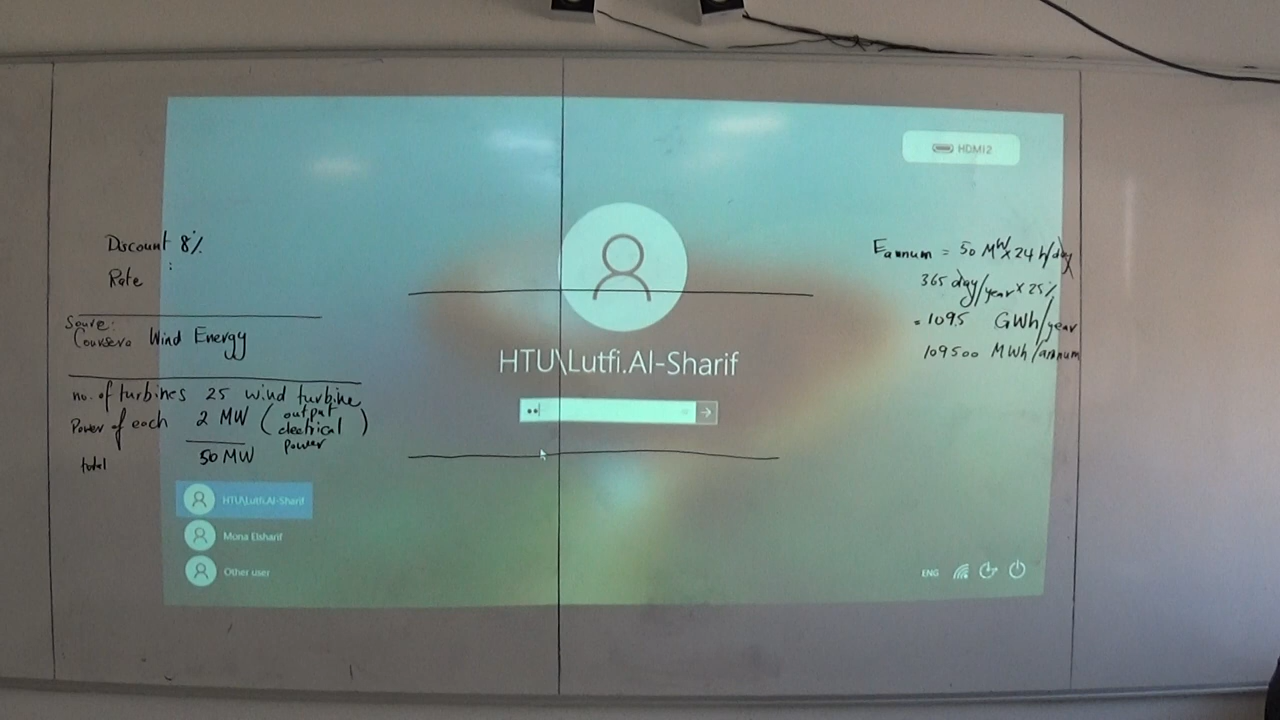 HDMI2
Discount 8%
Rate :
Soure:
Coursera Wind Energy
no. of turbines 25 wind turbine
Power of each 2 MW (output electrical power)
total 50 MW
Eannum = 50 MW x 24 h/day
365 day/year x 25%
= 109.5 GWh/year
109500 MWh/annum
HTU\Lutfi.Al-Sharif
HTU\Lutfi.Al-Sharif
Mona Elsharif
Other user
ENG